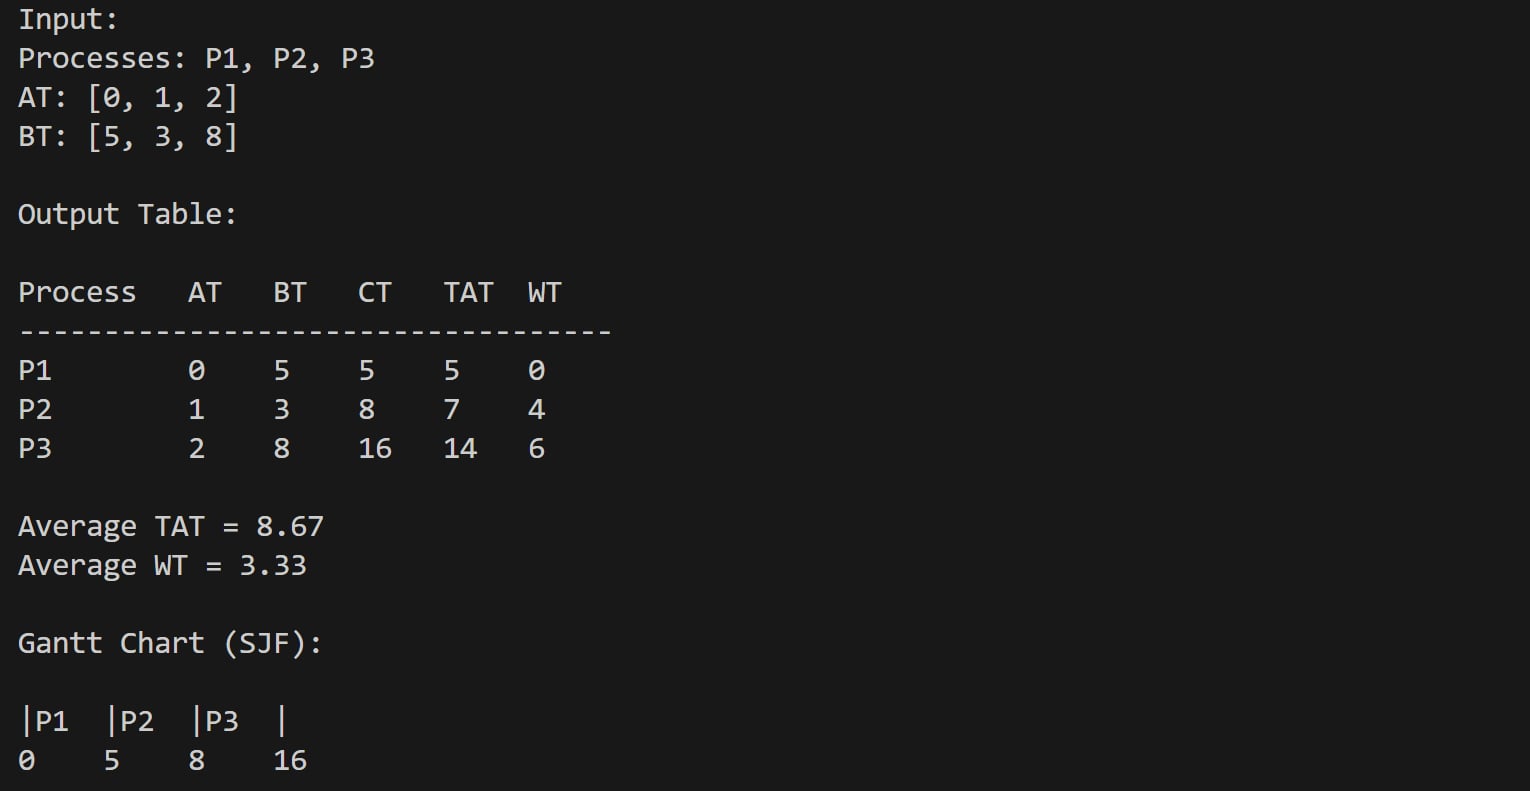 Input:
Processes: P1, P2, P3
AT: [0, 1, 2]
BT: [5, 3, 8]
Output Table:
Process   AT   BT   CT   TAT  WT
-----------------------------------
P1        0    5    5    5    0
P2        1    3    8    7    4
P3        2    8    16   14   6
Average TAT = 8.67
Average WT = 3.33
Gantt Chart (SJF):
|P1  |P2  |P3  |
0    5    8    16